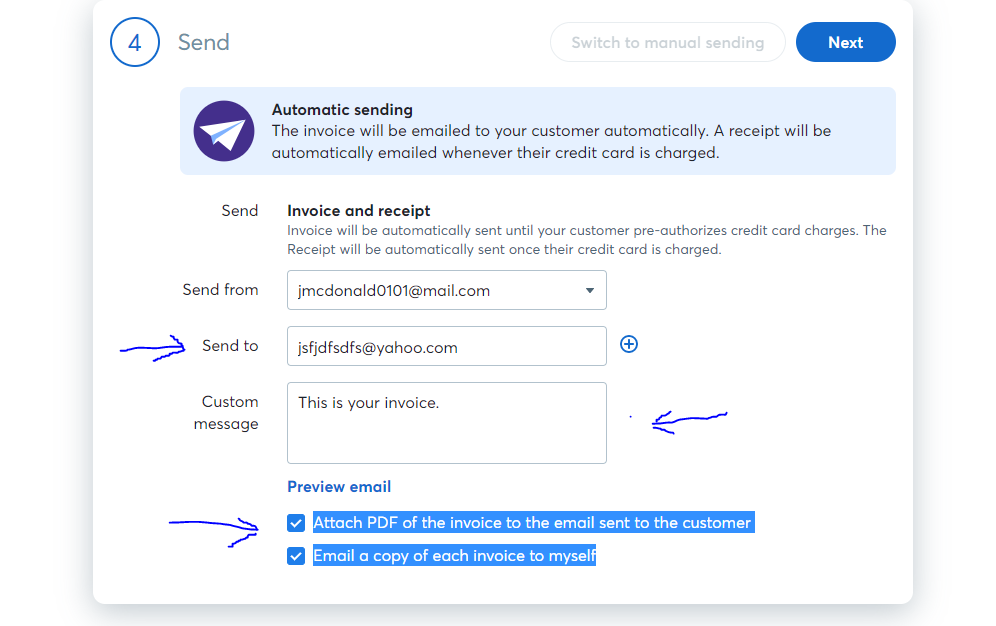 4 Send Switch to manual sending Next
Automatic sending
The invoice will be emailed to your customer automatically. A receipt will be
automatically emailed whenever their credit card is charged.
Send Invoice and receipt
Invoice will be automatically sent until your customer pre-authorizes credit card charges. The
Receipt will be automatically sent once their credit card is charged.
Send from jmcdonald0101@mail.com
Send to jsfjdfsdfs@yahoo.com
Custom This is your invoice.
message
Preview email
Attach PDF of the invoice to the email sent to the customer
Email a copy of each invoice to myself